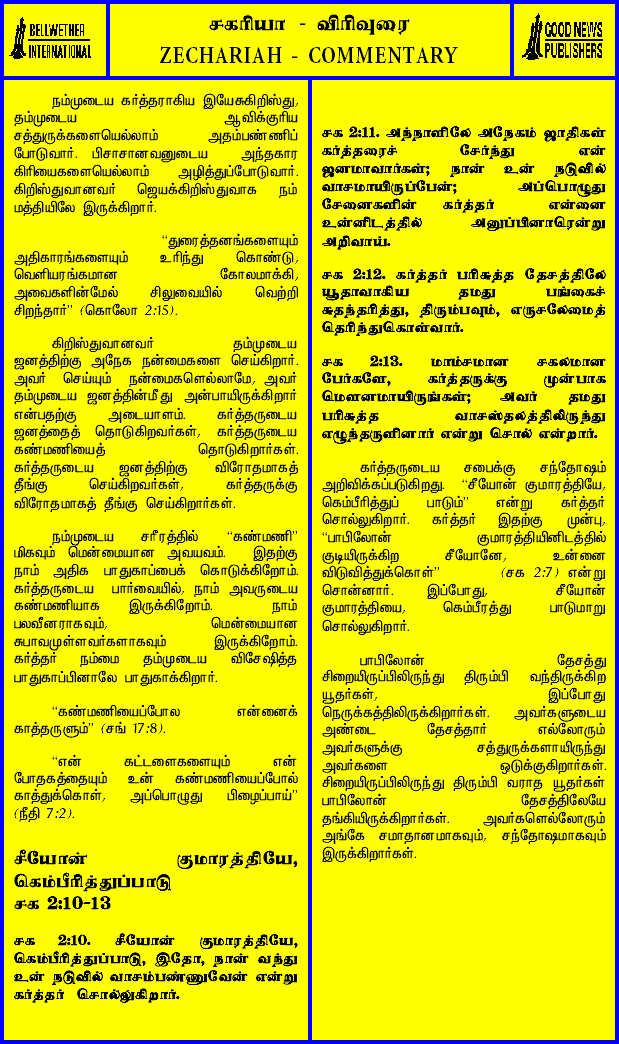 BELLWETHER
INTERNATIONAL
சகரியா - விரிவுரை
ZECHARIAH - COMMENTARY
GOOD NEWS
PUBLISHERS
நம்முடைய கர்த்தராகிய இயேசுகிறிஸ்து,
தம்முடைய ஆவிக்குரிய
சத்துருக்களையெல்லாம் அதம்பண்ணிப்
போடுவார். பிசாசானவனுடைய அந்தகார
கிரியைகளையெல்லாம் அழித்துப்போடுவார்.
கிறிஸ்துவானவர் ஜெயக்கிறிஸ்துவாக நம்
மத்தியிலே இருக்கிறார்.
“துரைத்தனங்களையும்
அதிகாரங்களையும் உரிந்து கொண்டு,
வெளியரங்கமான கோலமாக்கி,
அவைகளின்மேல் சிலுவையில் வெற்றி
சிறந்தார்” (கொலோ 2:15).
கிறிஸ்துவானவர் தம்முடைய
ஜனத்திற்கு அநேக நன்மைகளை செய்கிறார்.
அவர் செய்யும் நன்மைகளெல்லாமே, அவர்
தம்முடைய ஜனத்தின்மீது அன்பாயிருக்கிறார்
என்பதற்கு அடையாளம். கர்த்தருடைய
ஜனத்தைத் தொடுகிறவர்கள், கர்த்தருடைய
கண்மணியைத் தொடுகிறார்கள்.
கர்த்தருடைய ஜனத்திற்கு விரோதமாகத்
தீங்கு செய்கிறவர்கள், கர்த்தருக்கு
விரோதமாகத் தீங்கு செய்கிறார்கள்.
நம்முடைய சரீரத்தில் “கண்மணி”
மிகவும் மென்மையான அவயவம். இதற்கு
நாம் அதிக பாதுகாப்பைக் கொடுக்கிறோம்.
கர்த்தருடைய பார்வையில், நாம் அவருடைய
கண்மணியாக இருக்கிறோம். நாம்
பலவீனராகவும், மென்மையான
சுபாவமுள்ளவர்களாகவும் இருக்கிறோம்.
கர்த்தர் நம்மை தம்முடைய விசேஷித்த
பாதுகாப்பினாலே பாதுகாக்கிறார்.
“கண்மணியைப்போல என்னைக்
காத்தருளும்” (சங் 17:8).
“என் கட்டளைகளையும் என்
போதகத்தையும் உன் கண்மணியைப்போல்
காத்துக்கொள், அப்பொழுது பிழைப்பாய்”
(நீதி 7:2).
சீயோன் குமாரத்தியே,
கெம்பீரித்துப்பாடு
சக 2:10-13
சக 2:10. சீயோன் குமாரத்தியே,
கெம்பீரித்துப்பாடு, இதோ, நான் வந்து
உன் நடுவில் வாசம்பண்ணுவேன் என்று
கர்த்தர் சொல்லுகிறார்.
சக 2:11. அந்நாளிலே அநேகம் ஜாதிகள்
கர்த்தரைச் சேர்ந்து என்
ஜனமாவார்கள்; நான் உன் நடுவில்
வாசமாயிருப்பேன்; அப்பொழுது
சேனைகளின் கர்த்தர் என்னை
உன்னிடத்தில் அனுப்பினாரென்று
அறிவாய்.
சக 2:12. கர்த்தர் பரிசுத்த தேசத்திலே
யூதாவாகிய தமது பங்கைச்
சுதந்தரித்து, திரும்பவும், எருசலேமைத்
தெரிந்துகொள்வார்.
சக 2:13. மாம்சமான சகலமான
பேர்களே, கர்த்தருக்கு முன்பாக
மௌனமாயிருங்கள்; அவர் தமது
பரிசுத்த வாசஸ்தலத்திலிருந்து
எழுந்தருளினார் என்று சொல் என்றார்.
கர்த்தருடைய சபைக்கு சந்தோஷம்
அறிவிக்கப்படுகிறது. “சீயோன் குமாரத்தியே,
கெம்பீரித்துப் பாடும்” என்று கர்த்தர்
சொல்லுகிறார். கர்த்தர் இதற்கு முன்பு,
“பாபிலோன் குமாரத்தியினிடத்தில்
குடியிருக்கிற சீயோனே, உன்னை
விடுவித்துக்கொள்” (சக 2:7) என்று
சொன்னார். இப்போது, சீயோன்
குமாரத்தியை, கெம்பீரத்து பாடுமாறு
சொல்லுகிறார்.
பாபிலோன் தேசத்து
சிறையிருப்பிலிருந்து திரும்பி வந்திருக்கிற
யூதர்கள், இப்போது
நெருக்கத்திலிருக்கிறார்கள். அவர்களுடைய
அண்டை தேசத்தார் எல்லோரும்
அவர்களுக்கு சத்துருக்களாயிருந்து
அவர்களை ஒடுக்குகிறார்கள்.
சிறையிருப்பிலிருந்து திரும்பி வராத யூதர்கள்
பாபிலோன் தேசத்திலேயே
தங்கியிருக்கிறார்கள். அவர்களெல்லோரும்
அங்கே சமாதானமாகவும், சந்தோஷமாகவும்
இருக்கிறார்கள்.